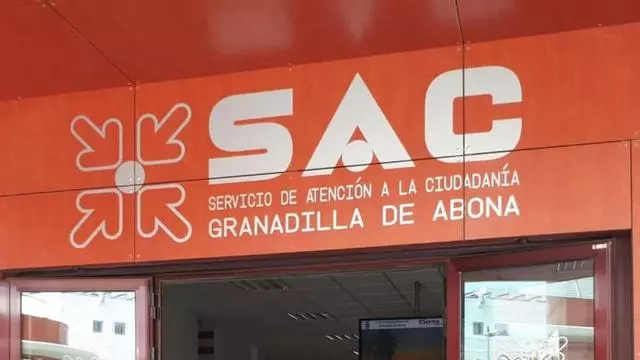 SAC
SERVICIO DE ATENCIÓN A LA CIUDADANÍA
GRANADILLA DE ABONA